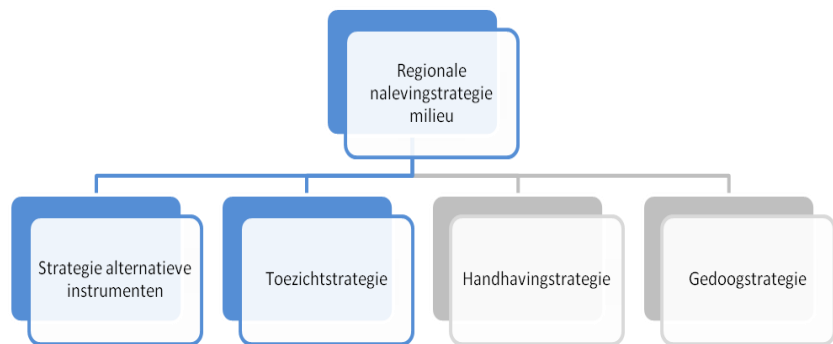 Regionale
nalevingstrategie
milieu
Strategie alternatieve
instrumenten
Toezichtstrategie
Handhavingstrategie
Gedoogstrategie